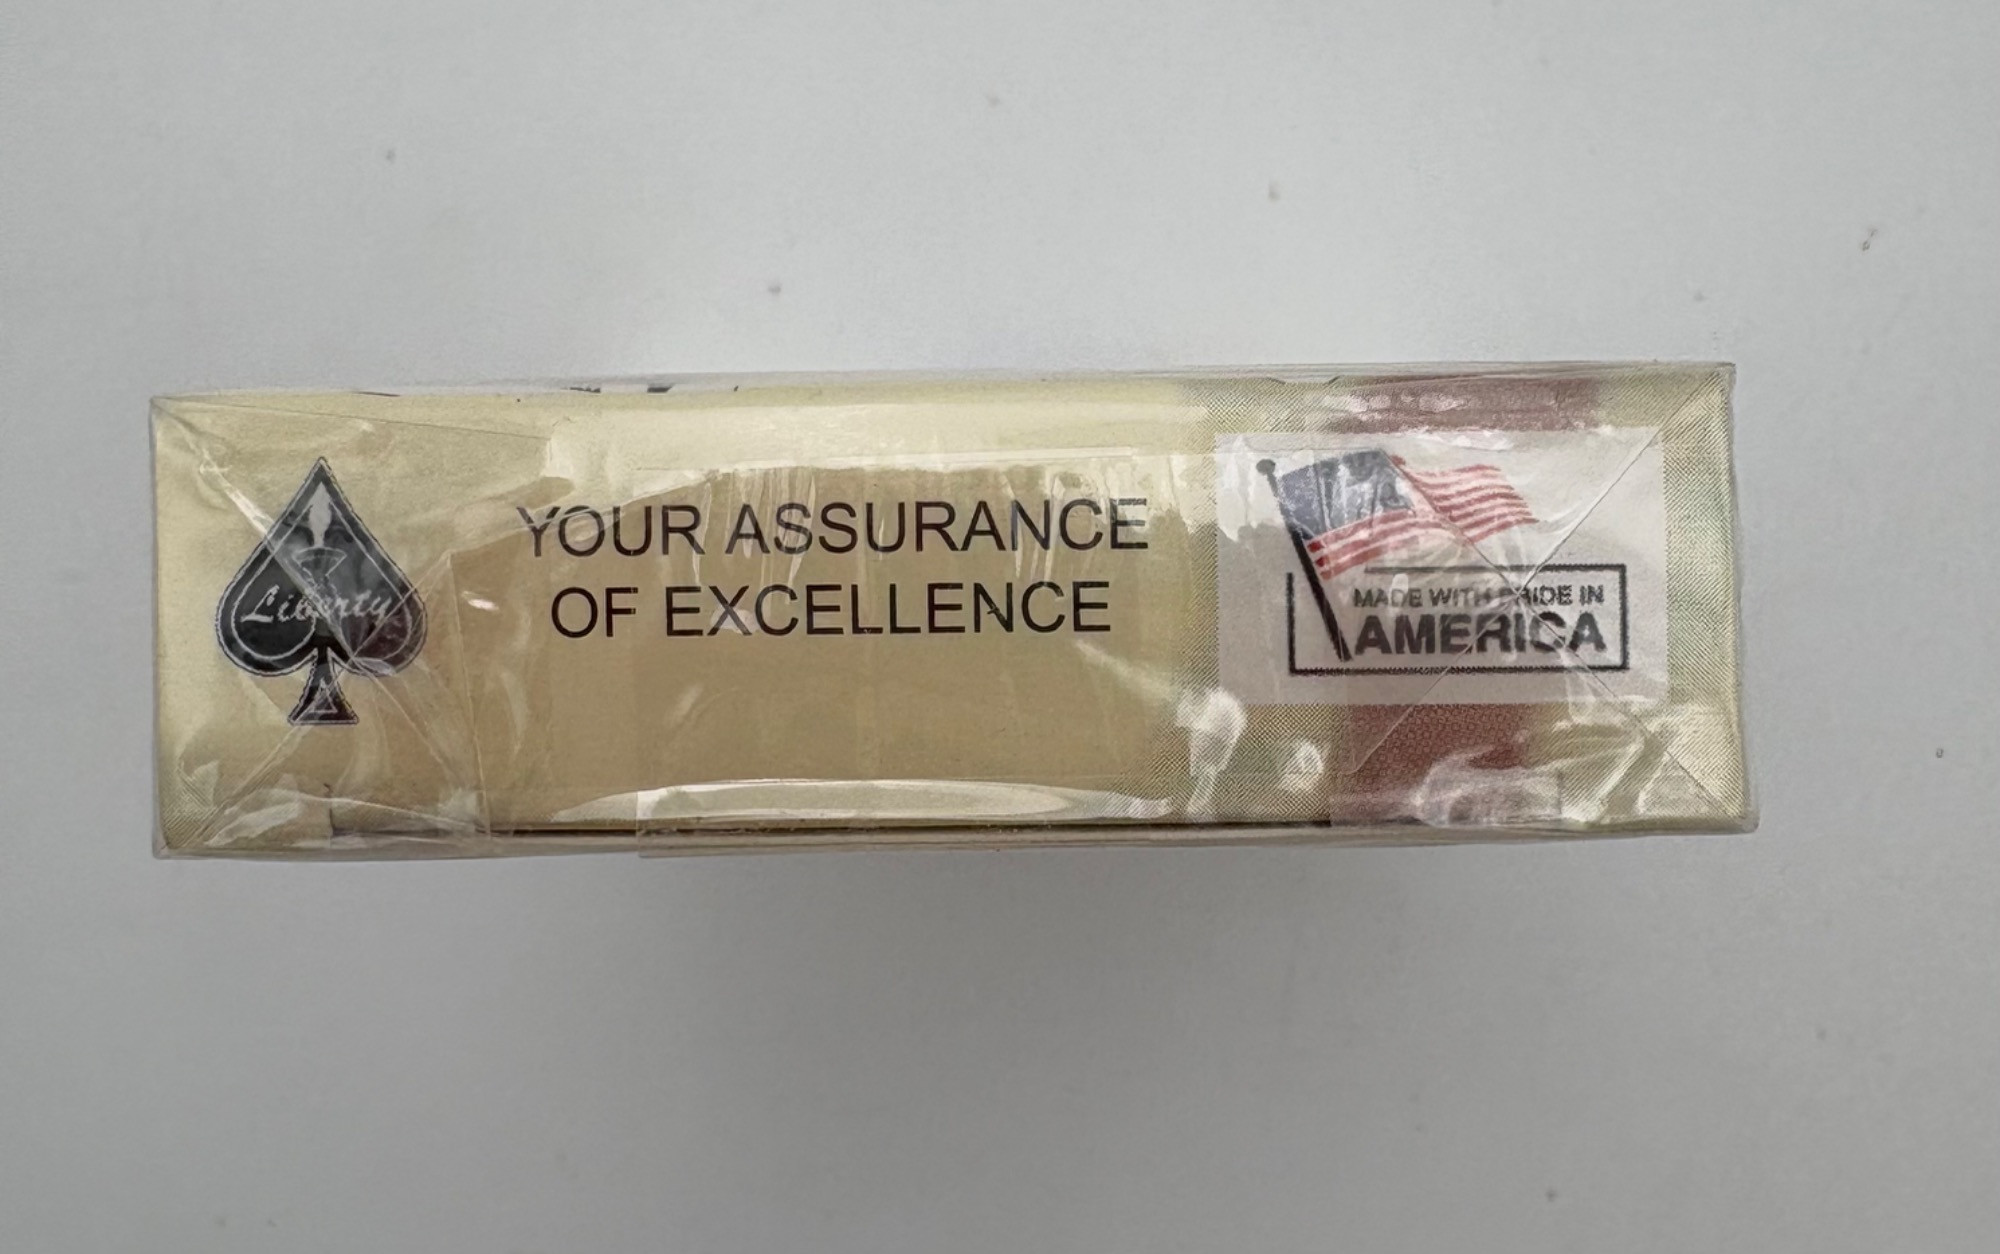 Liberty
YOUR ASSURANCE
OF EXCELLENCE
MADE WITH PRIDE IN
AMERICA